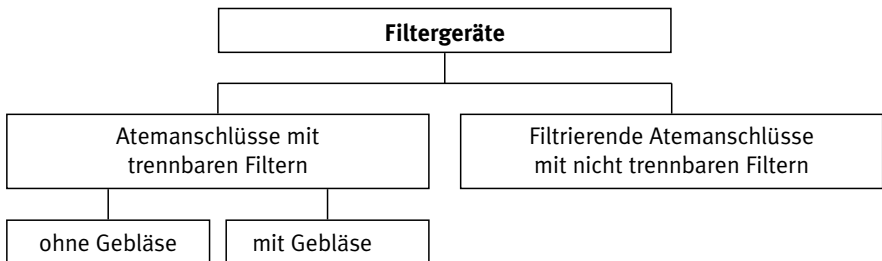 Filtergeräte
Atemanschlüsse mit
trennbaren Filtern
Filtrierende Atemanschlüsse
mit nicht trennbaren Filtern
ohne Gebläse
mit Gebläse